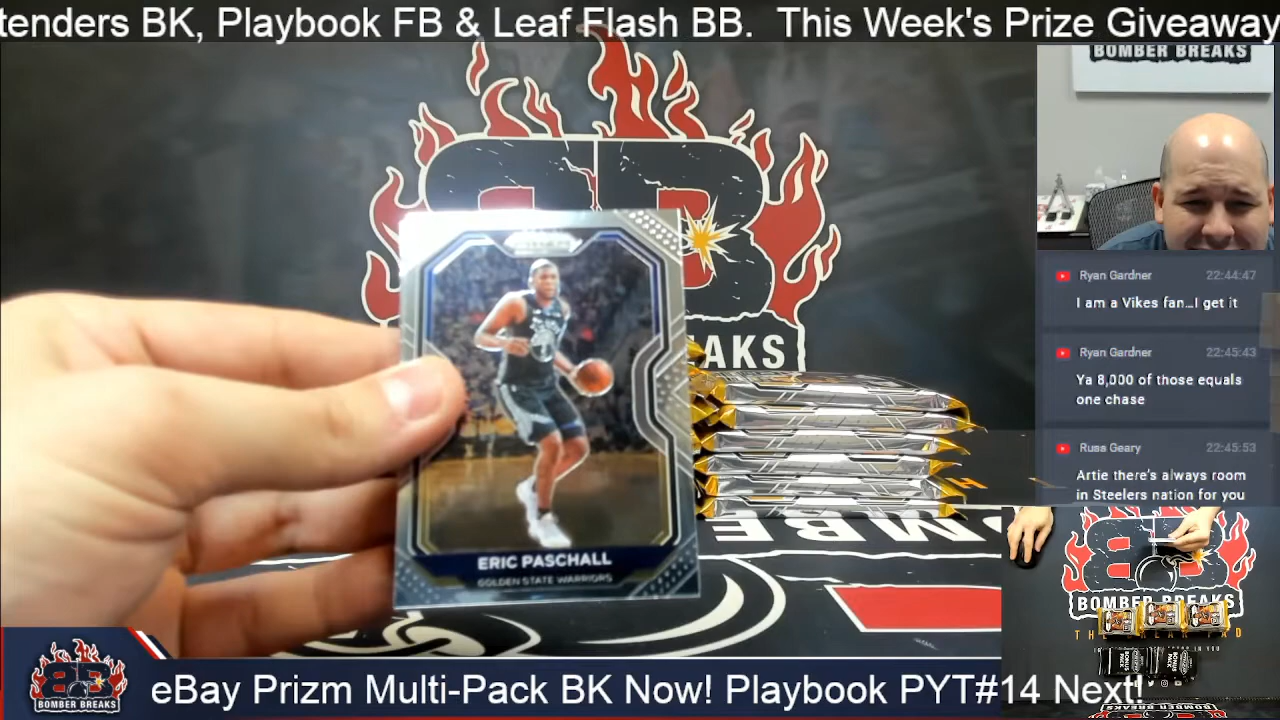 tenders BK, Playbook FB & Leaf Flash BB. This Week's Prize Giveaway
BOMBER BREAKS
Ryan Gardner 22:44:47
I am a Vikes fan...I get it
Ryan Gardner 22:45:43
Ya 8,000 of those equals
one chase
Russ Geary 22:45:53
Artie there's always room
in Steelers nation for you
BB
AKS
ERIC PASCHALL
GOLDEN STATE WARRIORS
MBE
BOMBER BREAKS
BB
BOMBER BREAKS
eBay Prizm Multi-Pack BK Now! Playbook PYT#14 Next!